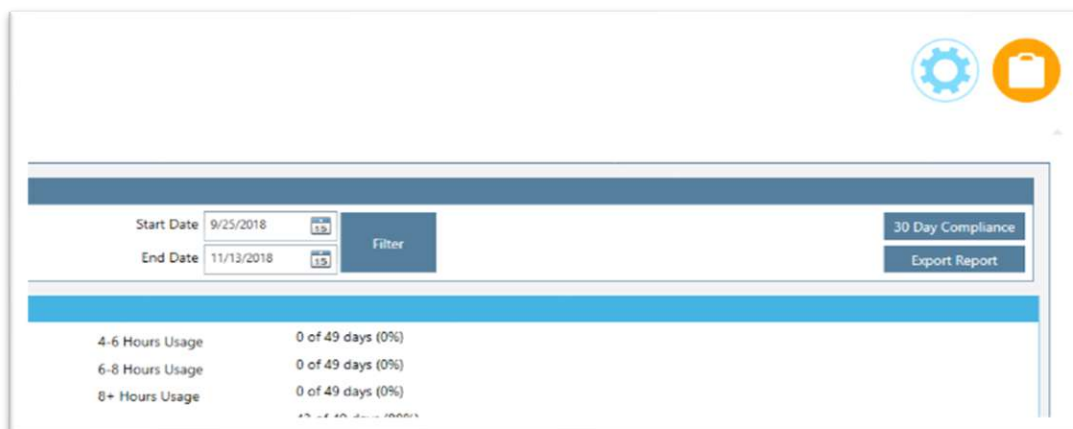 Start Date 9/25/2018 15
Filter
End Date 11/13/2018 15
30 Day Compliance
Export Report
4-6 Hours Usage 0 of 49 days (0%)
6-8 Hours Usage 0 of 49 days (0%)
8+ Hours Usage 0 of 49 days (0%)